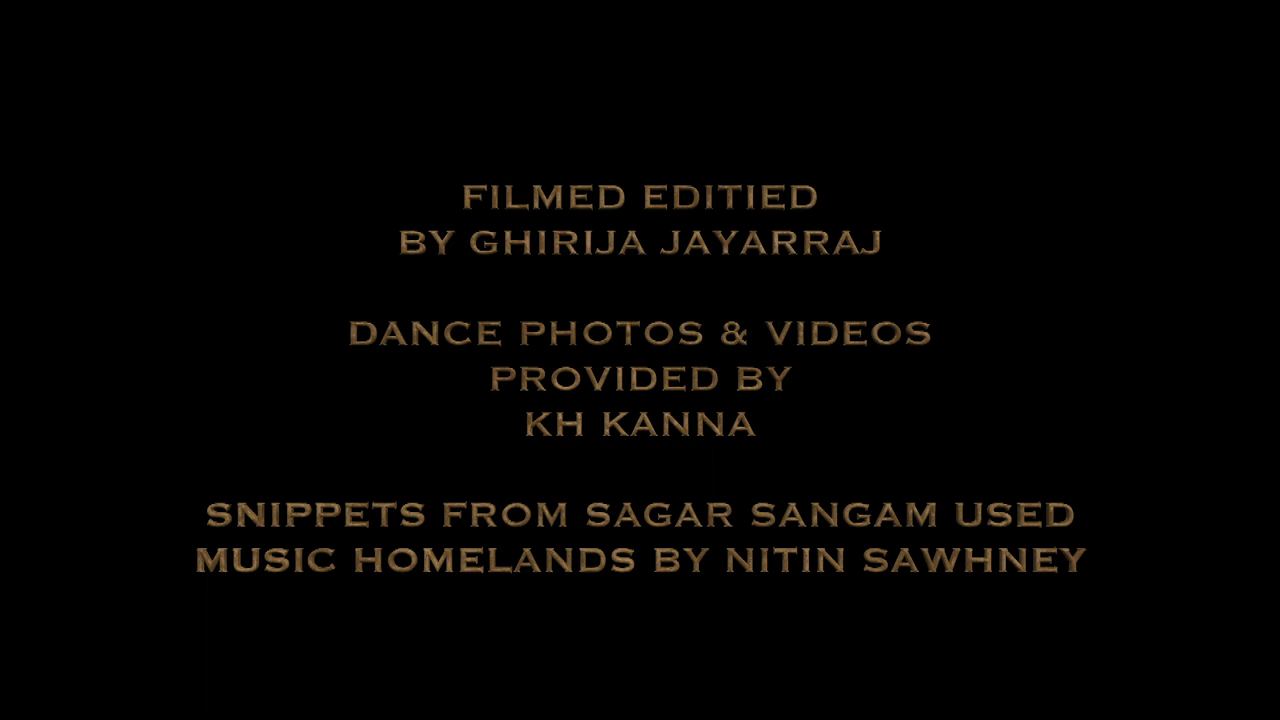 FILMED EDITIED
BY GHIRIJA JAYARRAJ
DANCE PHOTOS & VIDEOS
PROVIDED BY
KH KANNA
SNIPPETS FROM SAGAR SANGAM USED
MUSIC HOMELANDS BY NITIN SAWHNEY